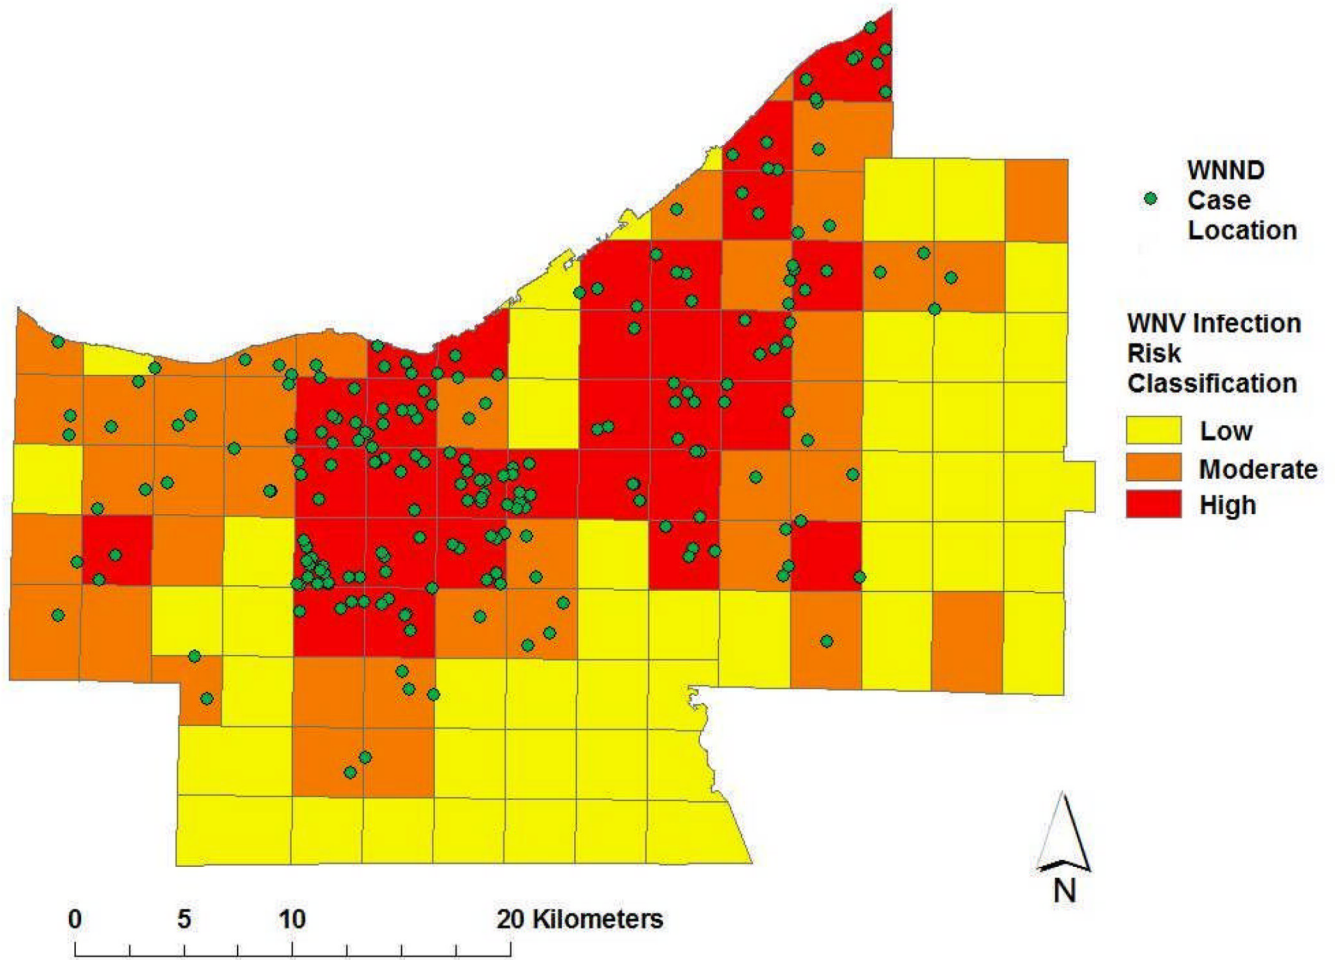 WNND
Case
Location
WNV Infection
Risk
Classification
Low
Moderate
High
N
0 5 10 20 Kilometers